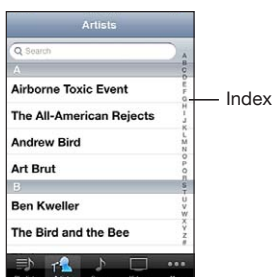 Artists
Search
A
Airborne Toxic Event
The All-American Rejects
Andrew Bird
Art Brut
B
Ben Kweller
The Bird and the Bee
A
B
C
D
E
F
G
H
I
J
K
L
M
N
O
P
Q
R
S
T
U
V
W
X
Y
Z
#
Index